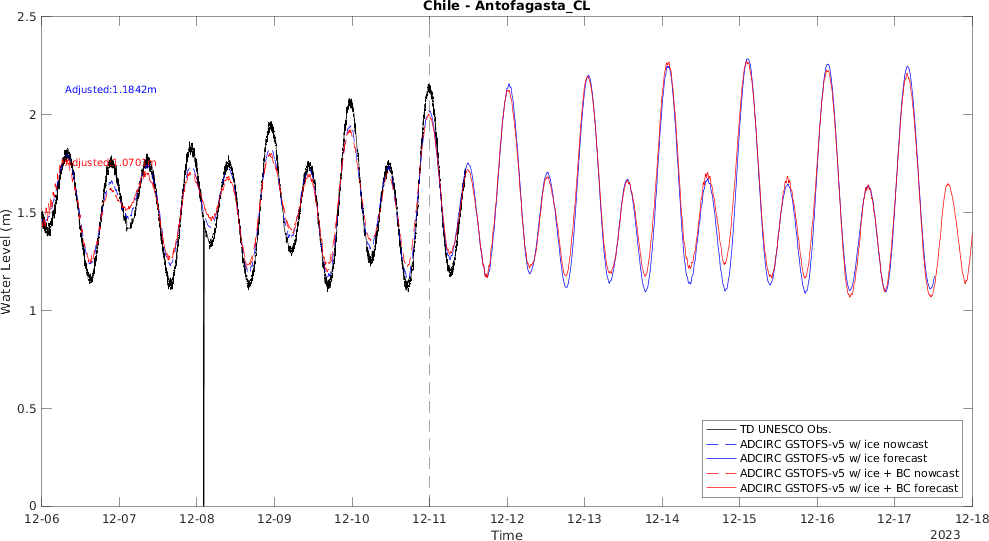 Chile - Antofagasta_CL
2.5
2
1.5
1
0.5
0
Water Level (m)
Adjusted:1.1842m
Adjusted:1.0701m
TD UNESCO Obs.
ADCIRC GSTOFS-v5 w/ ice nowcast
ADCIRC GSTOFS-v5 w/ ice forecast
ADCIRC GSTOFS-v5 w/ ice + BC nowcast
ADCIRC GSTOFS-v5 w/ ice + BC forecast
12-06 12-07 12-08 12-09 12-10 12-11 12-12 12-13 12-14 12-15 12-16 12-17 12-18
Time
2023